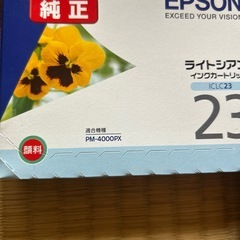 純正
EPSON
EXCEED YOUR VISION
ライトシアン
インクカートリッ
ICLC23
23
適合機種
PM-4000PX
顔料